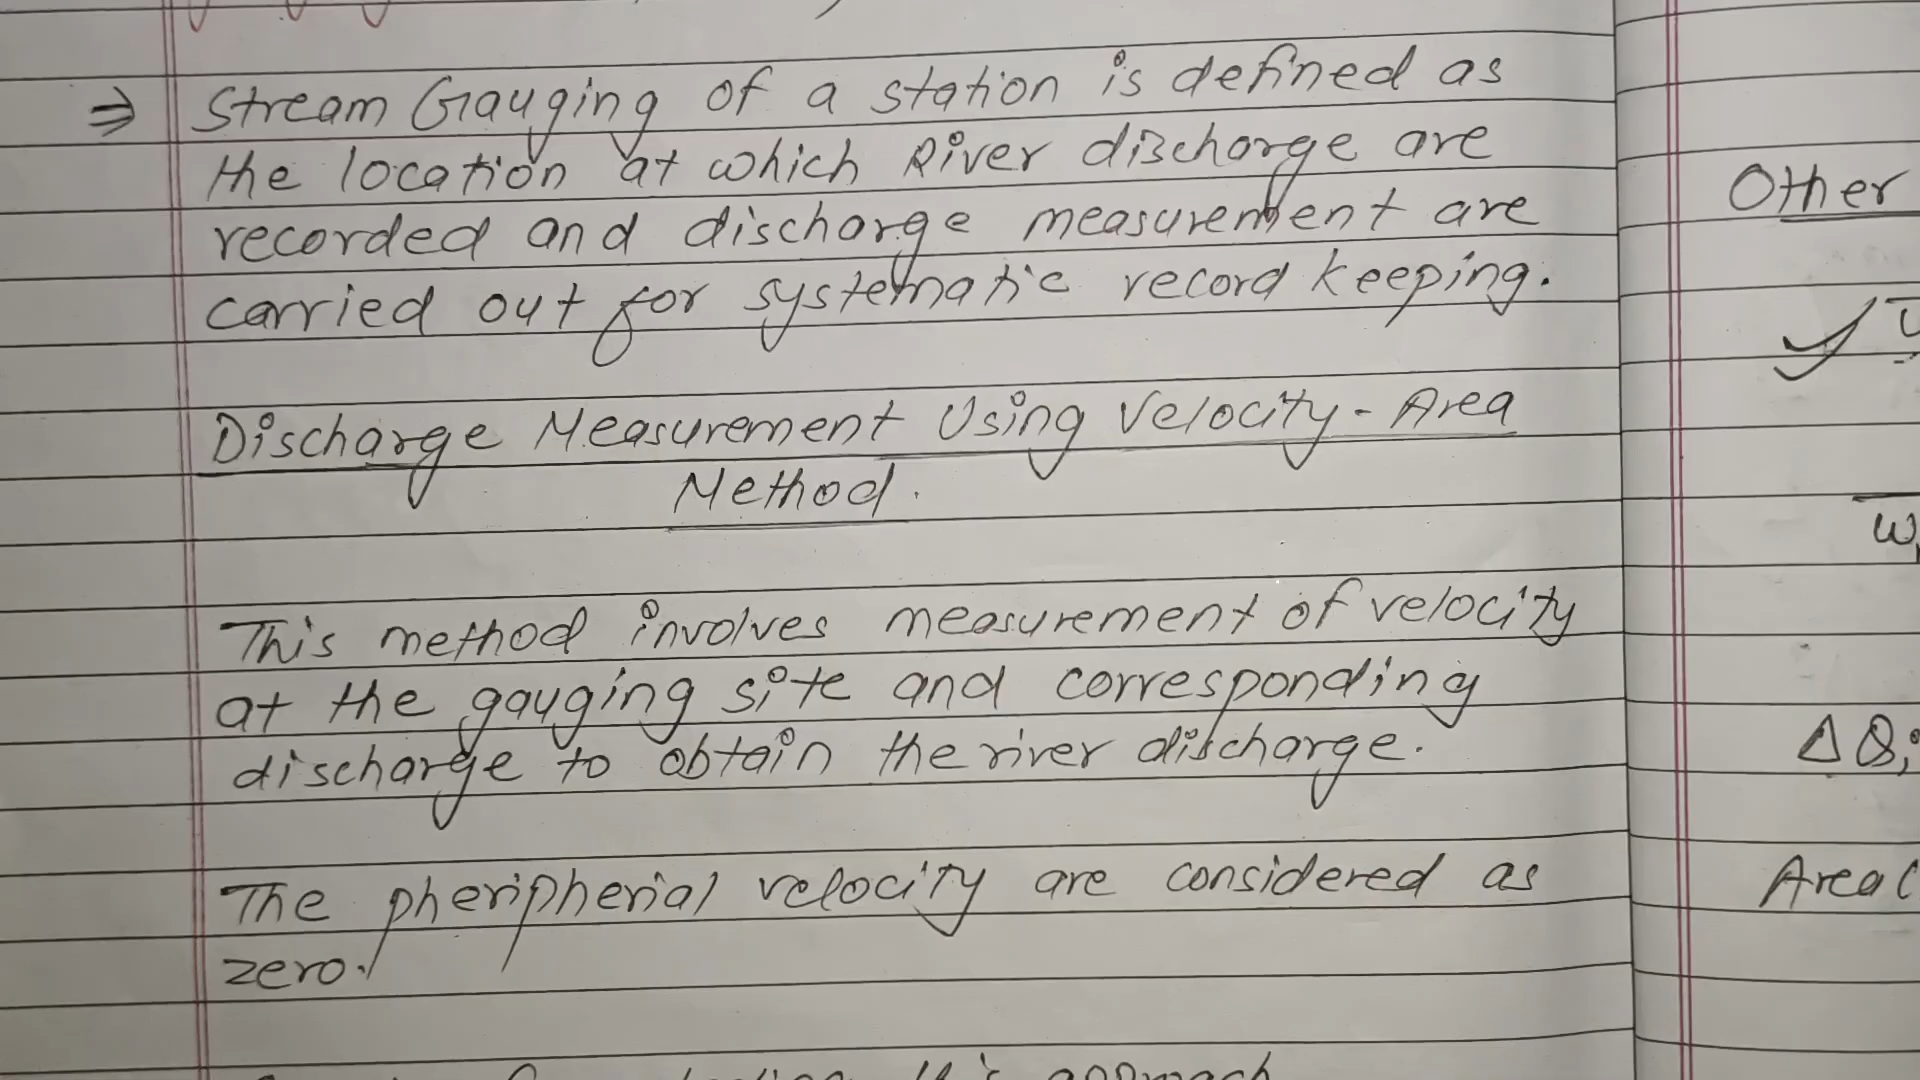 ⇒ Stream Gauging of a station is defined as
the location at which River discharge are
recorded and discharge measurement are
carried out for systematic record keeping.
Discharge Measurement Using Velocity-Area
Method.
This method involves measurement of velocity
at the gauging site and corresponding
discharge to obtain the river discharge.
The pheripherial velocity are considered as
zero.
approach
Other
ΔQi
Area